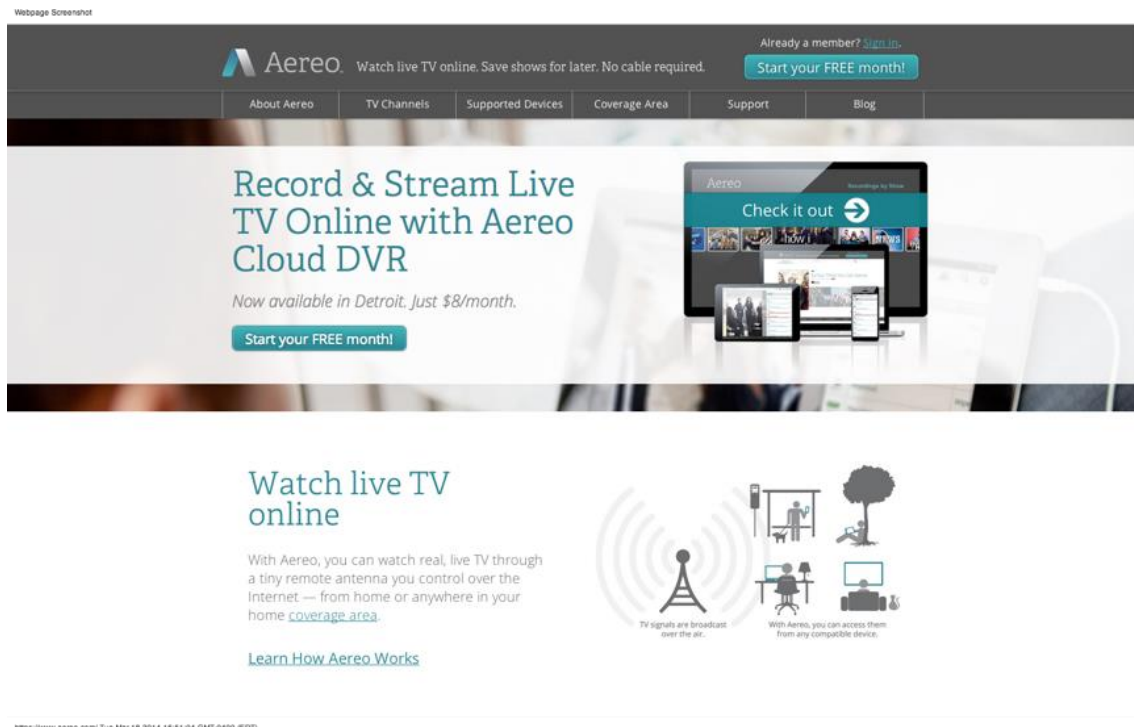 Webpage Screenshot
Already a member? Sign in.
Aereo. Watch live TV online. Save shows for later. No cable required.
Start your FREE month!
About Aereo TV Channels Supported Devices Coverage Area Support Blog
Record & Stream Live
TV Online with Aereo
Cloud DVR
Now available in Detroit. Just $8/month.
Start your FREE month!
Aereo
Recordings by Show
Check it out
how i
news
Watch live TV
online
With Aereo, you can watch real, live TV through
a tiny remote antenna you control over the
Internet — from home or anywhere in your
home coverage area.
Learn How Aereo Works
TV signals are broadcast
over the air.
With Aereo, you can access them
from any compatible device.